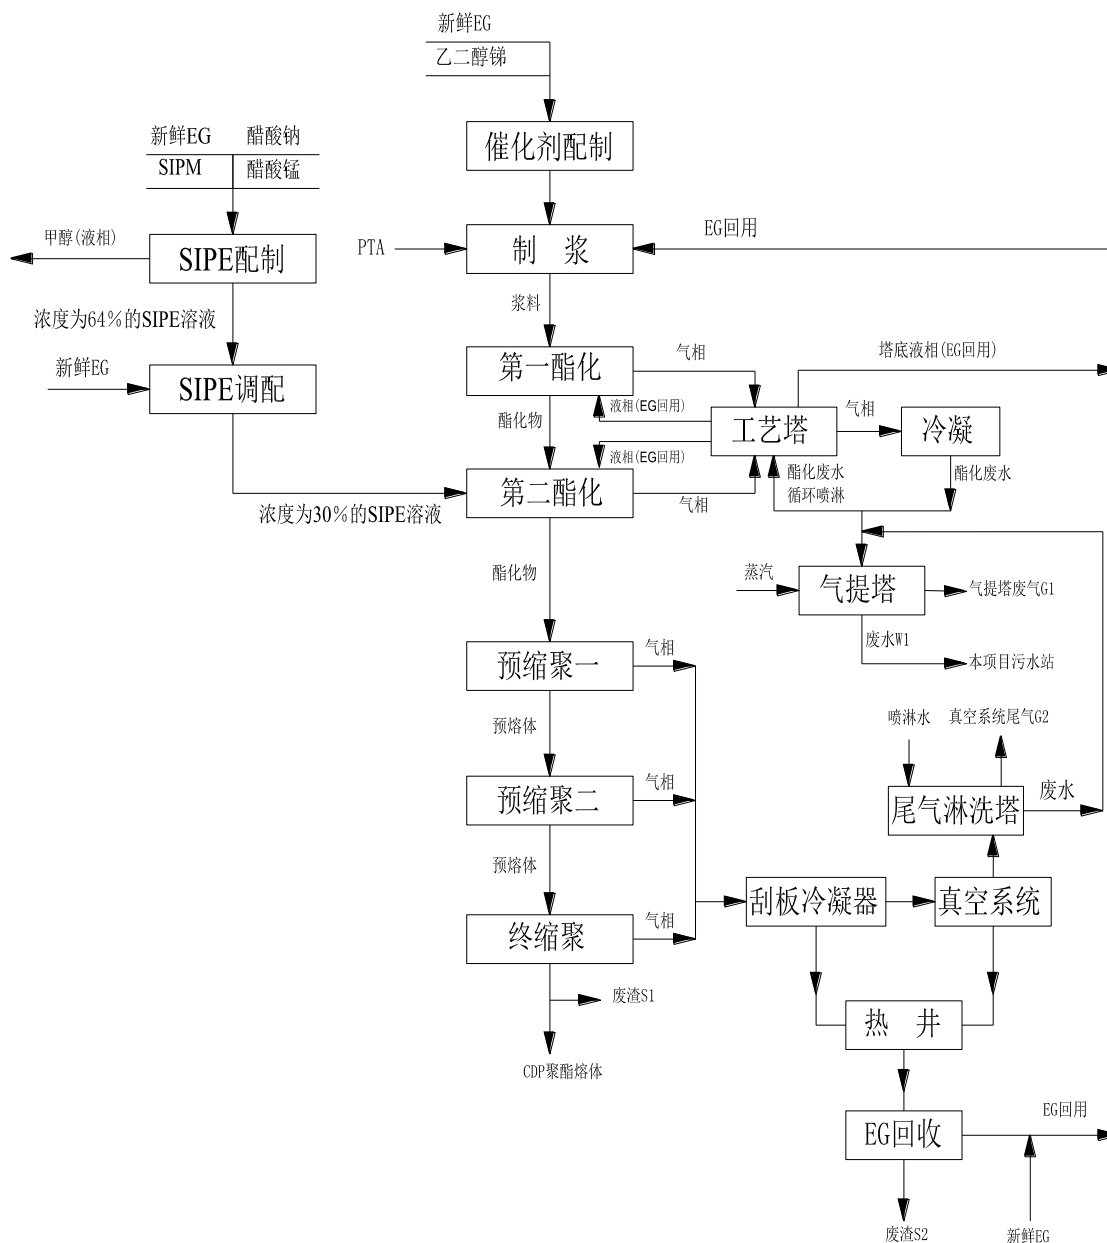 新鲜EG
乙二醇锑
催化剂配制
新鲜EG
醋酸钠
SIPM
醋酸锰
甲醇(液相)
SIPE配制
PTA
制 浆
EG回用
浆料
浓度为64%的SIPE溶液
新鲜EG
SIPE调配
第一酯化
气相
塔底液相(EG回用)
酯化物
液相(EG回用)
工艺塔
气相
冷凝
液相(EG回用)
第二酯化
气相
酯化废水
循环喷淋
酯化废水
浓度为30%的SIPE溶液
酯化物
蒸汽
气提塔
气提塔废气G1
废水W1
本项目污水站
预缩聚一
气相
预熔体
喷淋水
真空系统尾气G2
预缩聚二
气相
尾气淋洗塔
废水
预熔体
刮板冷凝器
真空系统
终缩聚
气相
废渣S1
热 井
CDP聚酯熔体
EG回收
EG回用
废渣S2
新鲜EG